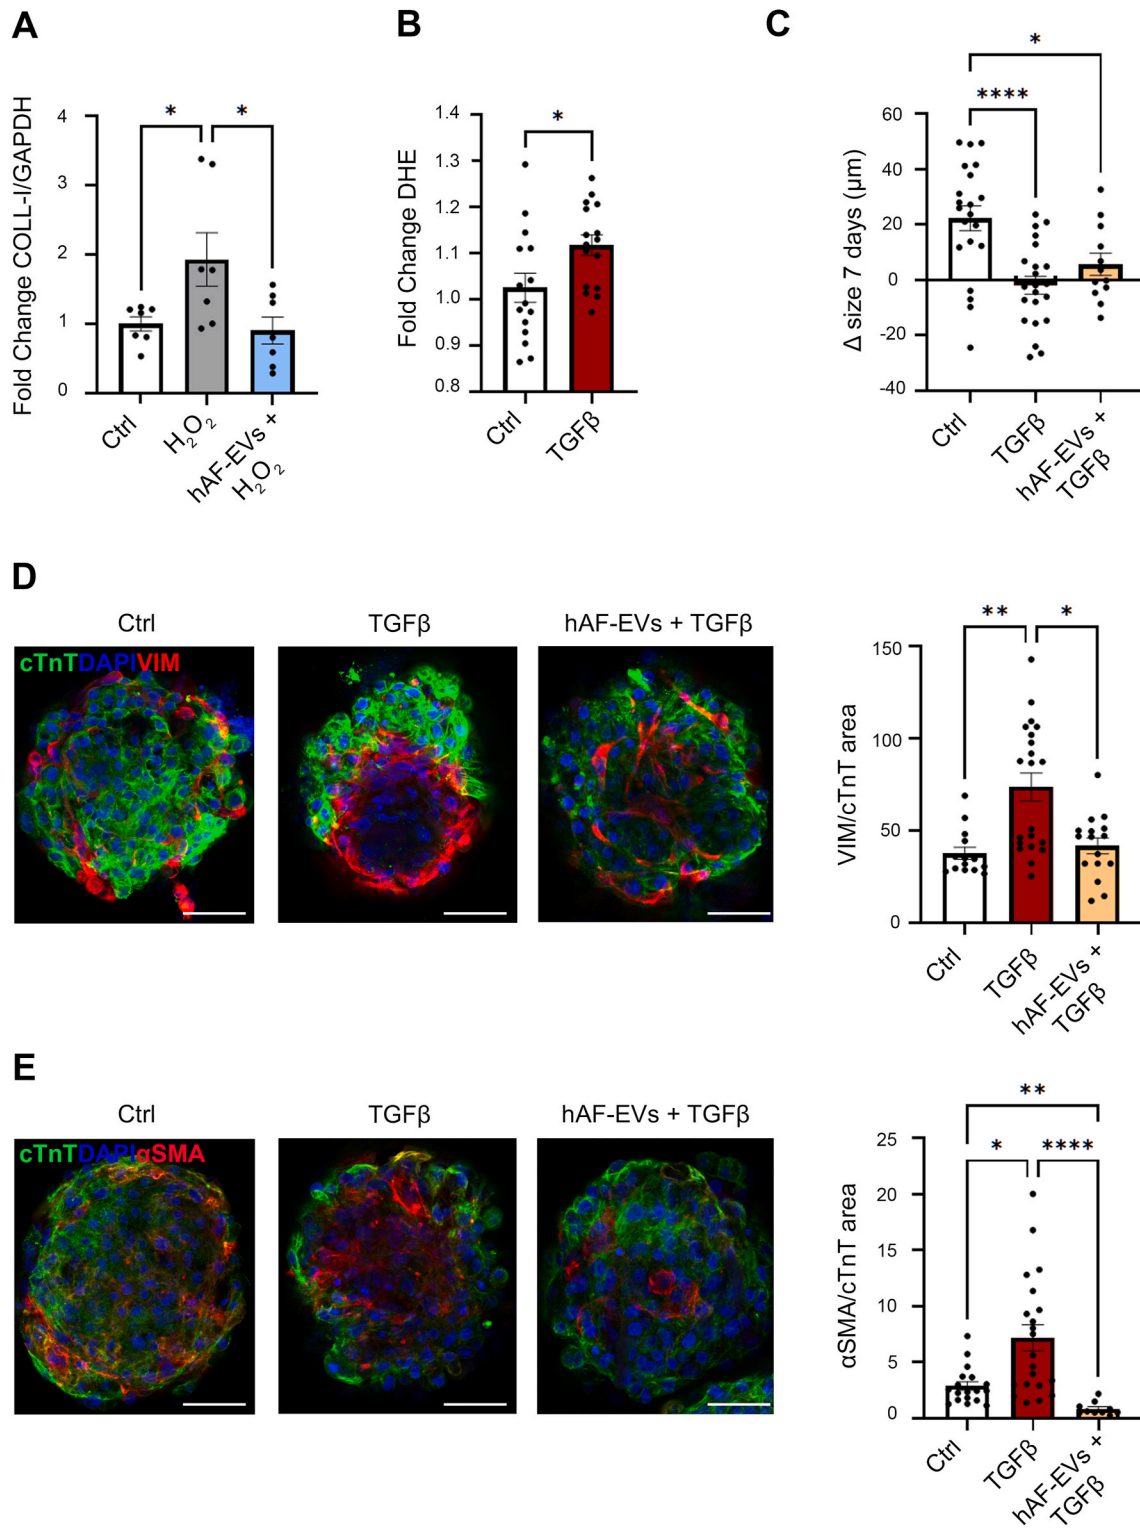 A
B
C
*
*
Fold Change COLL-I/GAPDH
4
3
2
1
0
Ctrl
H₂O₂
hAF-EVs +
H₂O₂
*
Fold Change DHE
1.4
1.3
1.2
1.1
1.0
0.9
0.8
Ctrl
TGFβ
*
****
Δ size 7 days (µm)
60
40
20
0
-20
-40
Ctrl
TGFβ
hAF-EVs +
TGFβ
D
Ctrl
TGFβ
hAF-EVs + TGFβ
cTnTDAPIVIM
**
*
VIM/cTnT area
150
100
50
0
Ctrl
TGFβ
hAF-EVs +
TGFβ
E
Ctrl
TGFβ
hAF-EVs + TGFβ
cTnTDAPIαSMA
**
*
****
αSMA/cTnT area
25
20
15
10
5
0
Ctrl
TGFβ
hAF-EVs +
TGFβ